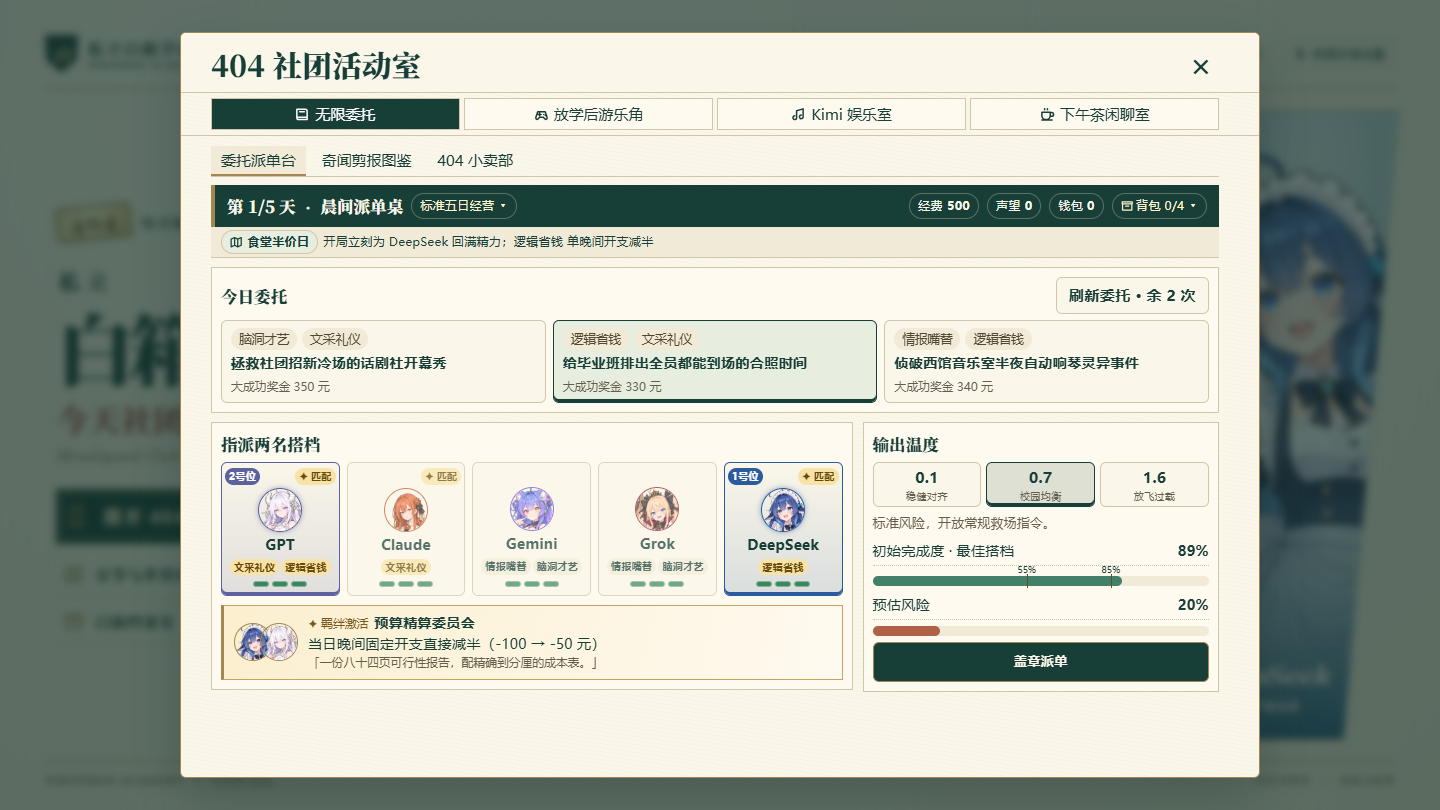 404 社团活动室
无限委托
放学后游乐角
Kimi 娱乐室
下午茶闲聊室
委托派单台
奇闻剪报图鉴
404 小卖部
第 1/5 天 · 晨间派单桌
标准五日经营
经费 500
声望 0
钱包 0
背包 0/4
食堂半价日
开局立刻为 DeepSeek 回满精力；逻辑省钱 单晚间开支减半
今日委托
刷新委托 • 余 2 次
脑洞才艺 文采礼仪
拯救社团招新冷场的话剧社开幕秀
大成功奖金 350 元
逻辑省钱 文采礼仪
给毕业班排出全员都能到场的合照时间
大成功奖金 330 元
情报嘴替 逻辑省钱
侦破西馆音乐室半夜自动响琴灵异事件
大成功奖金 340 元
指派两名搭档
2号位 ✦ 匹配
GPT
文采礼仪 逻辑省钱
✦ 匹配
Claude
文采礼仪
Gemini
情报嘴替 脑洞才艺
Grok
情报嘴替 脑洞才艺
1号位 ✦ 匹配
DeepSeek
逻辑省钱
✦ 羁绊激活 预算精算委员会
当日晚间固定开支直接减半（-100 → -50 元）
「一份八十四页可行性报告，配精确到分厘的成本表。」
输出温度
0.1
稳健对齐
0.7
校园均衡
1.6
放飞过载
标准风险，开放常规救场指令。
初始完成度 · 最佳搭档 89%
55% 85%
预估风险 20%
盖章派单